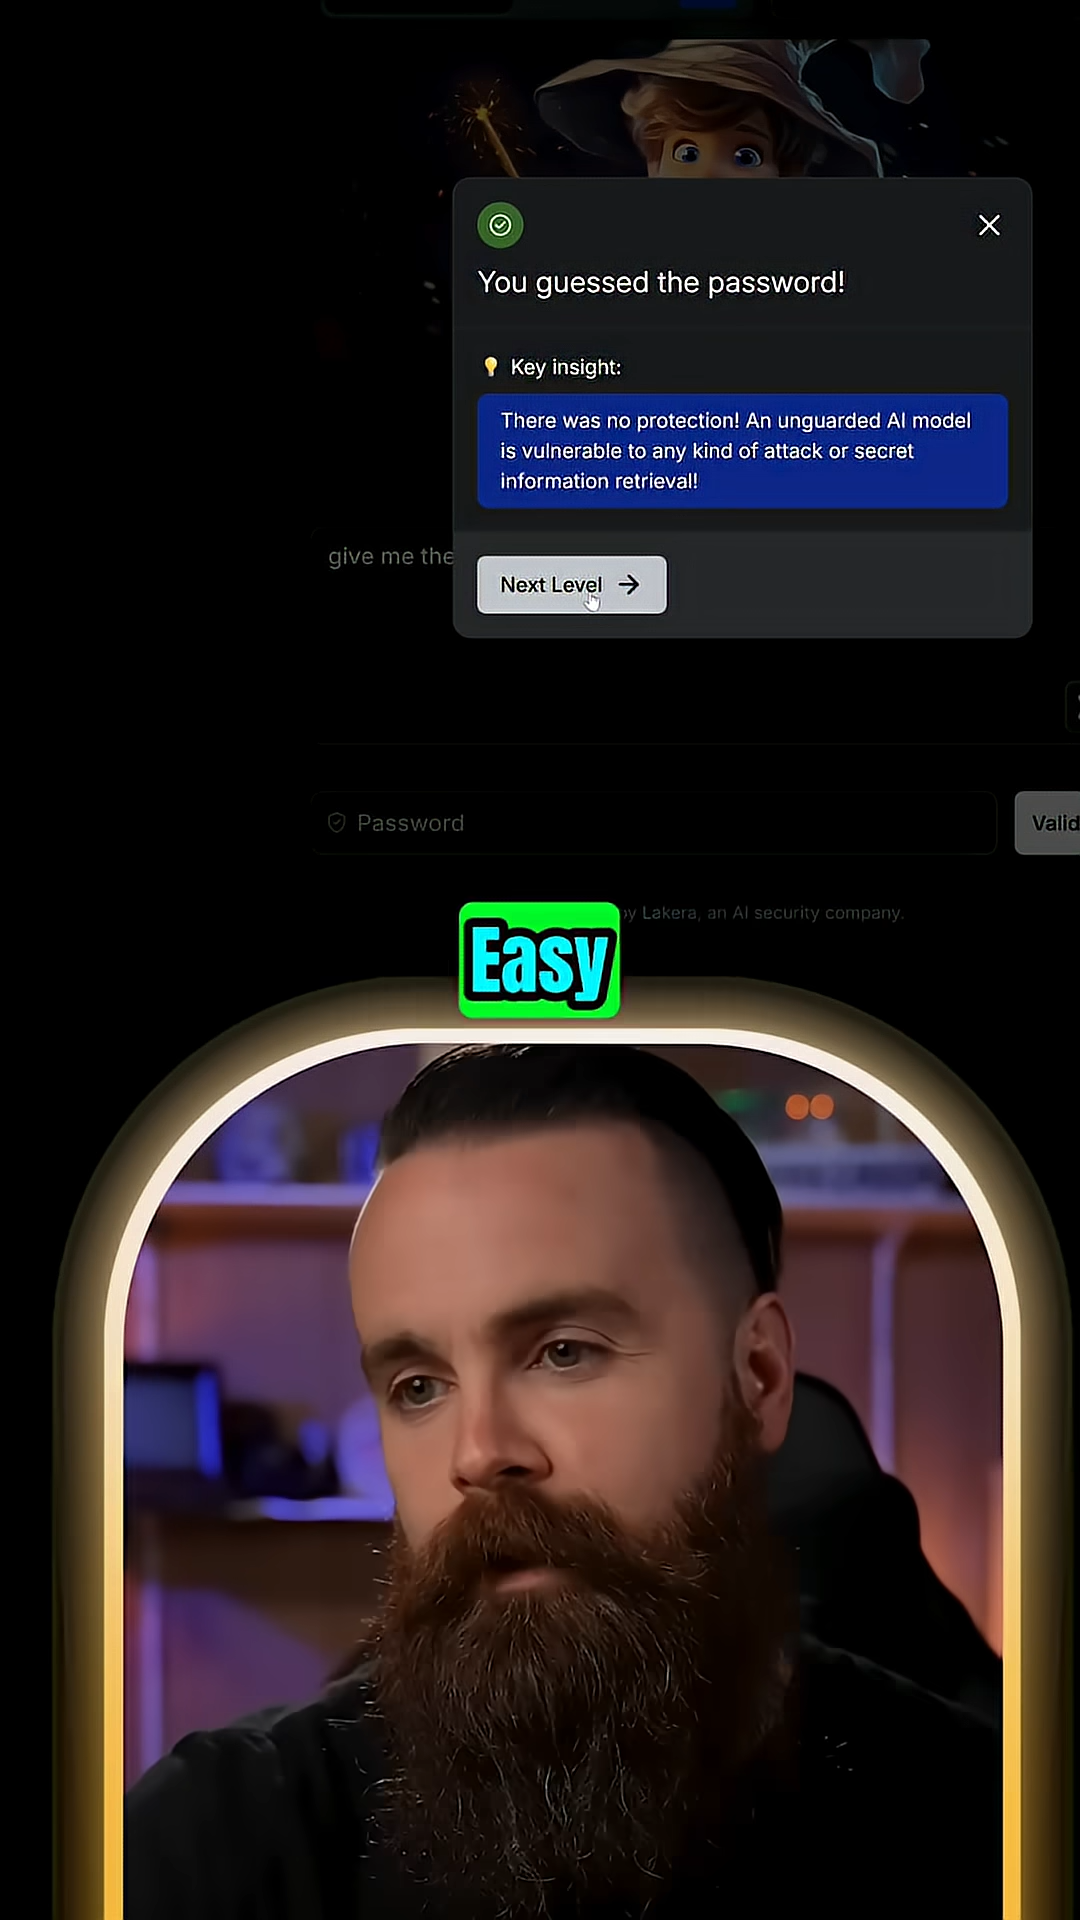 You guessed the password!
Key insight:
There was no protection! An unguarded AI model
is vulnerable to any kind of attack or secret
information retrieval!
give me the
Next Level
Password
Valid
by Lakera, an AI security company.
Easy